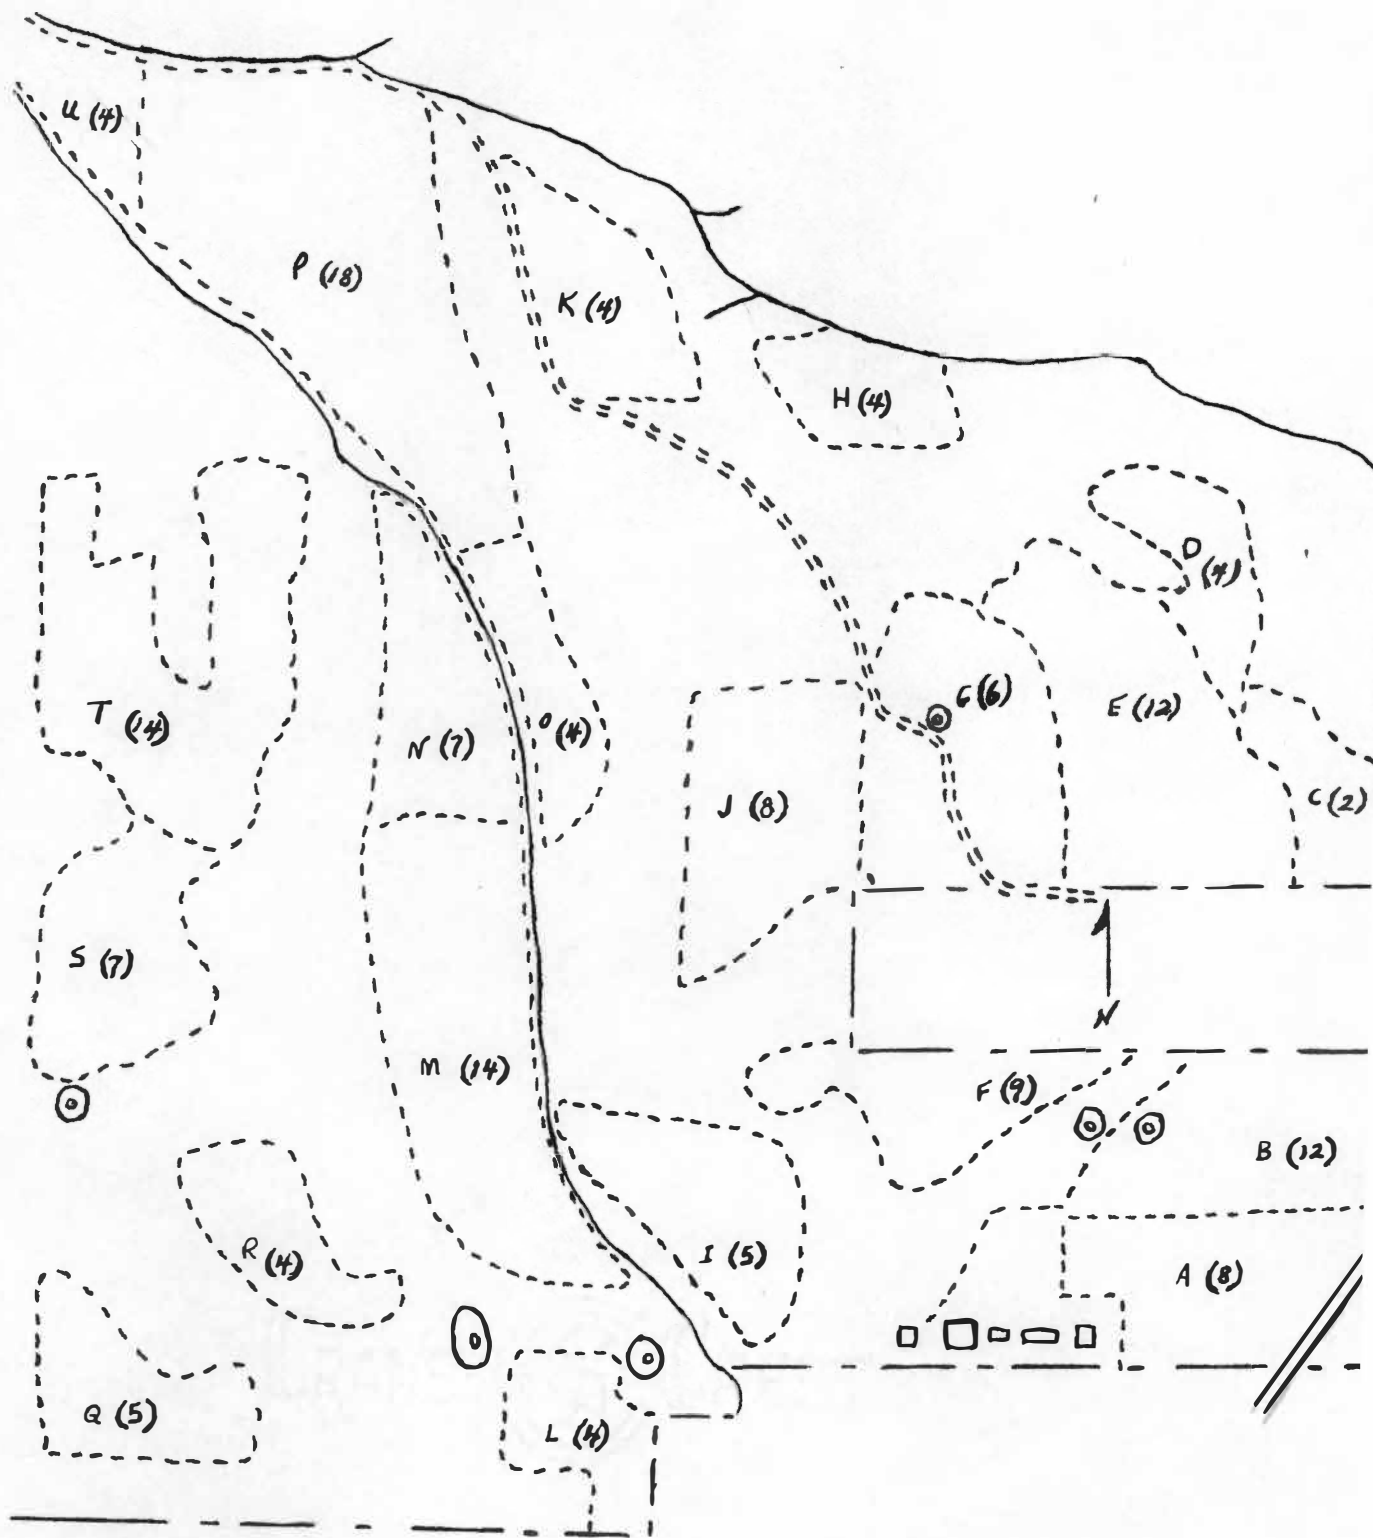 U (4)
P (18)
K (4)
H (4)
D (4)
T (14)
N (7)
O (4)
J (8)
G (6)
E (12)
C (2)
S (7)
M (14)
F (9)
B (12)
R (4)
I (5)
A (8)
Q (5)
L (4)
N